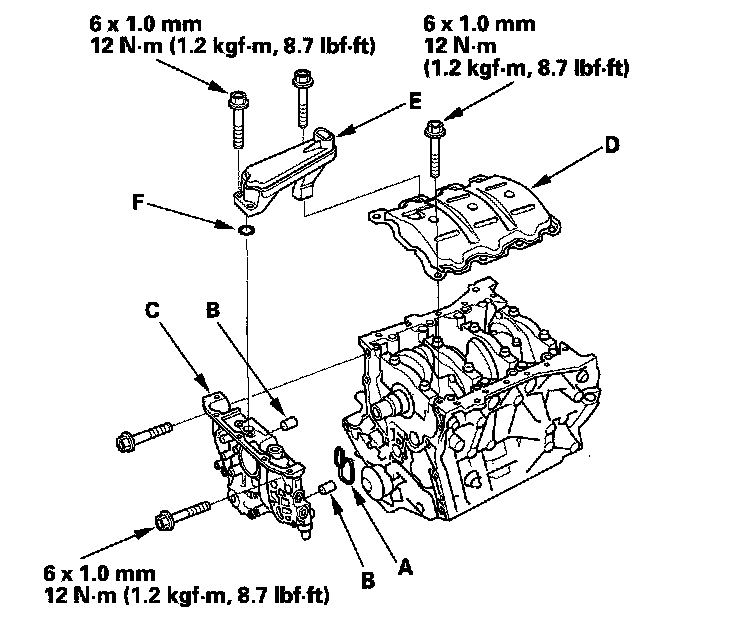 6 x 1.0 mm
12 N·m (1.2 kgf·m, 8.7 lbf·ft)
6 x 1.0 mm
12 N·m
(1.2 kgf·m, 8.7 lbf·ft)
E
D
F
C
B
B
A
6 x 1.0 mm
12 N·m (1.2 kgf·m, 8.7 lbf·ft)